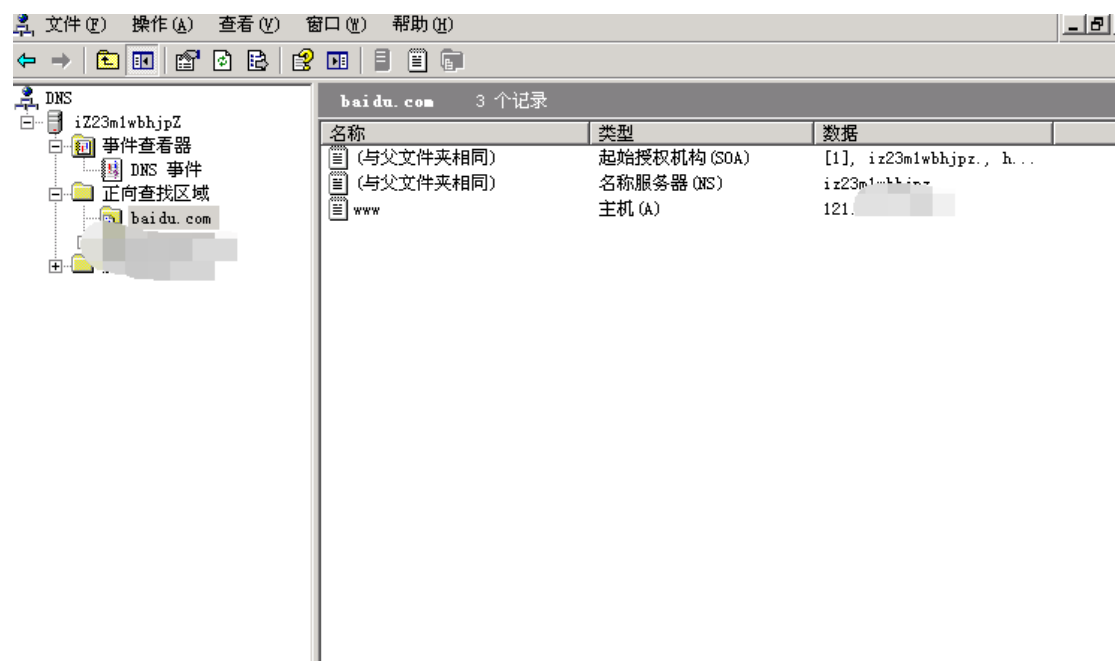 文件(F) 操作(A) 查看(V) 窗口(W) 帮助(H)
DNS
iZ23m1wbhjpZ
事件查看器
DNS 事件
正向查找区域
baidu.com
baidu.com 3 个记录
名称 类型 数据
(与父文件夹相同) 起始授权机构(SOA) [1], iz23m1wbhjpz., h...
(与父文件夹相同) 名称服务器(NS)
www 主机(A) 121.